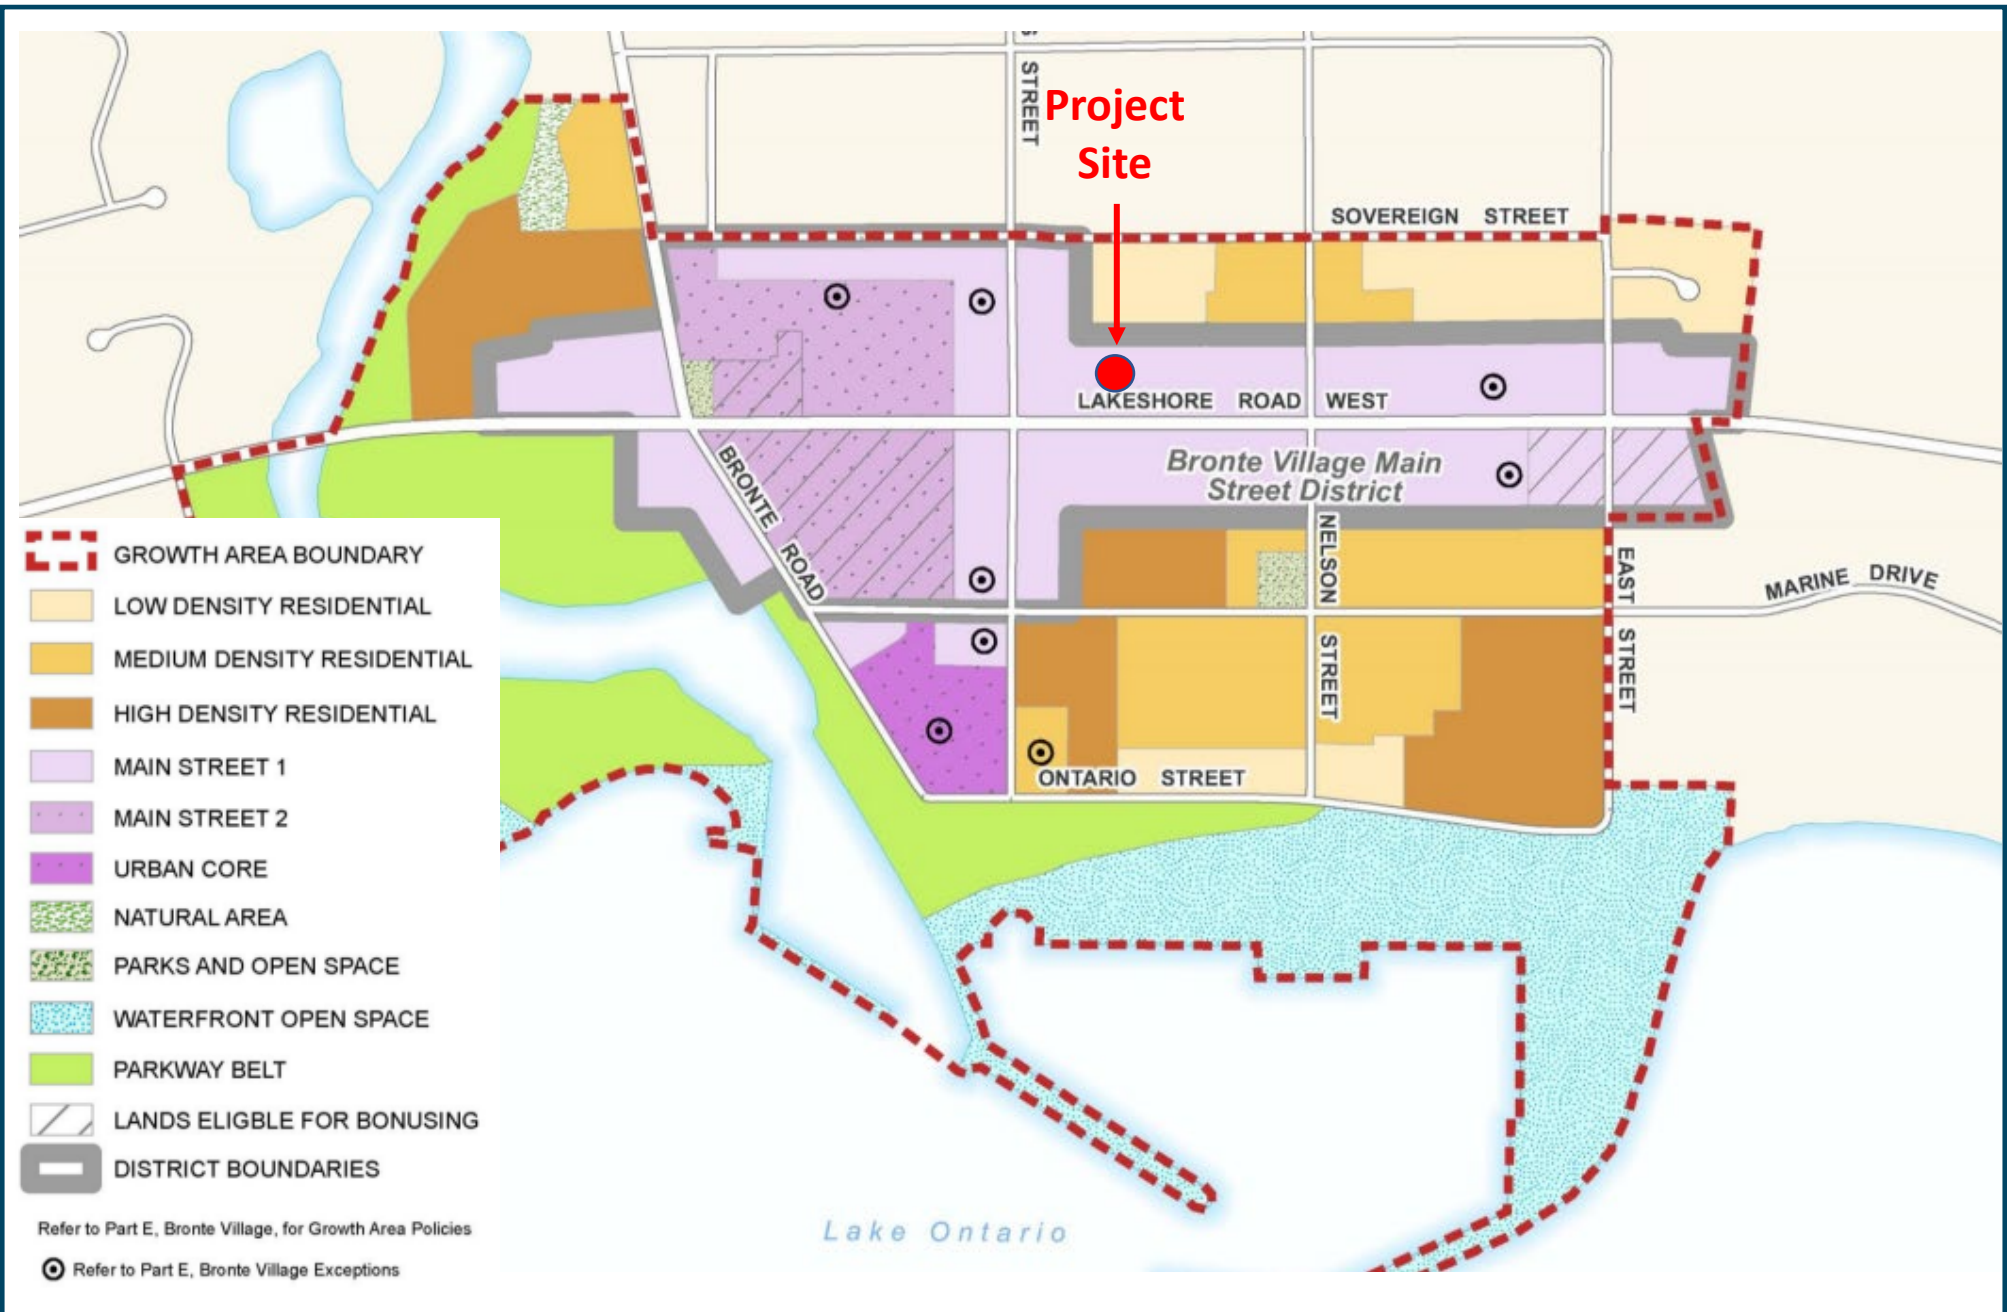 STREET
Project
Site
SOVEREIGN STREET
LAKESHORE ROAD WEST
Bronte Village Main
Street District
BRONTE ROAD
NELSON STREET
EAST STREET
MARINE DRIVE
ONTARIO STREET
Lake Ontario
GROWTH AREA BOUNDARY
LOW DENSITY RESIDENTIAL
MEDIUM DENSITY RESIDENTIAL
HIGH DENSITY RESIDENTIAL
MAIN STREET 1
MAIN STREET 2
URBAN CORE
NATURAL AREA
PARKS AND OPEN SPACE
WATERFRONT OPEN SPACE
PARKWAY BELT
LANDS ELIGBLE FOR BONUSING
DISTRICT BOUNDARIES
Refer to Part E, Bronte Village, for Growth Area Policies
Refer to Part E, Bronte Village Exceptions